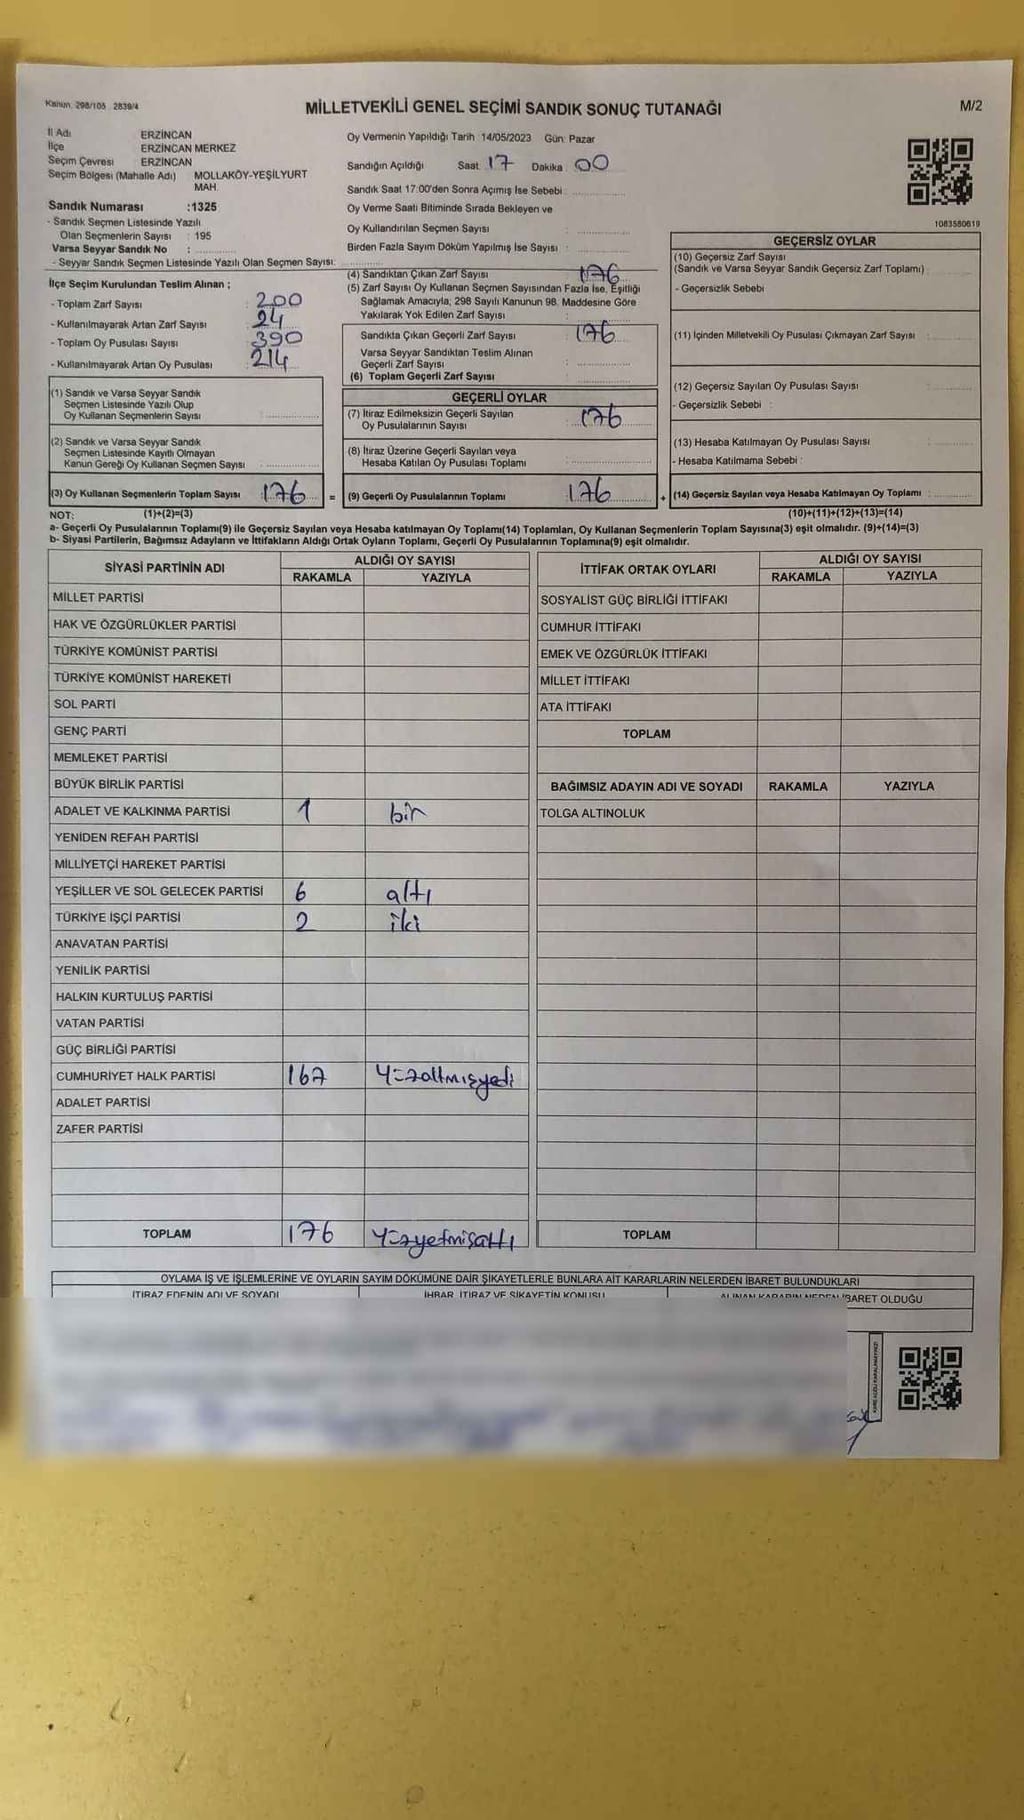 Kanun. 298/105 2839/4
MİLLETVEKİLİ GENEL SEÇİMİ SANDIK SONUÇ TUTANAĞI
M/2
İl Adı ERZİNCAN
İlçe ERZİNCAN MERKEZ
Seçim Çevresi ERZİNCAN
Seçim Bölgesi (Mahalle Adı) MOLLAKÖY-YEŞİLYURT
MAH.
Sandık Numarası :1325
- Sandık Seçmen Listesinde Yazılı
Olan Seçmenlerin Sayısı : 195
Varsa Seyyar Sandık No :
- Seyyar Sandık Seçmen Listesinde Yazılı Olan Seçmen Sayısı:
İlçe Seçim Kurulundan Teslim Alınan ;
- Toplam Zarf Sayısı : 200
- Kullanılmayarak Artan Zarf Sayısı : 24
- Toplam Oy Pusulası Sayısı : 390
- Kullanılmayarak Artan Oy Pusulası : 214
(1) Sandık ve Varsa Seyyar Sandık
Seçmen Listesinde Yazılı Olup
Oy Kullanan Seçmenlerin Sayısı
(2) Sandık ve Varsa Seyyar Sandık
Seçmen Listesinde Kayıtlı Olmayan
Kanun Gereği Oy Kullanan Seçmen Sayısı
(3) Oy Kullanan Seçmenlerin Toplam Sayısı 176 =
Oy Vermenin Yapıldığı Tarih :14/05/2023 Gün: Pazar
Sandığın Açıldığı Saat: 17 Dakika : 00
Sandık Saat 17:00'den Sonra Açımış İse Sebebi :
Oy Verme Saati Bitiminde Sırada Bekleyen ve
Oy Kullandırılan Seçmen Sayısı :
Birden Fazla Sayım Döküm Yapılmış İse Sayısı :
(4) Sandıktan Çıkan Zarf Sayısı : 176
(5) Zarf Sayısı Oy Kullanan Seçmen Sayısından Fazla İse, Eşitliği
Sağlamak Amacıyla; 298 Sayılı Kanunun 98. Maddesine Göre
Yakılarak Yok Edilen Zarf Sayısı :
Sandıkta Çıkan Geçerli Zarf Sayısı : 176
Varsa Seyyar Sandıktan Teslim Alınan
Geçerli Zarf Sayısı :
(6) Toplam Geçerli Zarf Sayısı :
GEÇERLİ OYLAR
(7) İtiraz Edilmeksizin Geçerli Sayılan
Oy Pusulalarının Sayısı : 176
(8) İtiraz Üzerine Geçerli Sayılan veya
Hesaba Katılan Oy Pusulası Toplamı :
(9) Geçerli Oy Pusulalarının Toplamı : 176 +
1083580619
GEÇERSİZ OYLAR
(10) Geçersiz Zarf Sayısı
(Sandık ve Varsa Seyyar Sandık Geçersiz Zarf Toplamı) :
- Geçersizlik Sebebi
(11) İçinden Milletvekili Oy Pusulası Çıkmayan Zarf Sayısı :
(12) Geçersiz Sayılan Oy Pusulası Sayısı
- Geçersizlik Sebebi :
(13) Hesaba Katılmayan Oy Pusulası Sayısı
- Hesaba Katılmama Sebebi :
(14) Geçersiz Sayılan veya Hesaba Katılmayan Oy Toplamı :
NOT: (1)+(2)=(3) (10)+(11)+(12)+(13)=(14)
a- Geçerli Oy Pusulalarının Toplamı(9) ile Geçersiz Sayılan veya Hesaba katılmayan Oy Toplamı(14) Toplamları, Oy Kullanan Seçmenlerin Toplam Sayısına(3) eşit olmalıdır. (9)+(14)=(3)
b- Siyasi Partilerin, Bağımsız Adayların ve İttifakların Aldığı Ortak Oyların Toplamı, Geçerli Oy Pusulalarının Toplamına(9) eşit olmalıdır.
SİYASİ PARTİNİN ADI ALDIĞI OY SAYISI
RAKAMLA YAZIYLA
MİLLET PARTİSİ
HAK VE ÖZGÜRLÜKLER PARTİSİ
TÜRKİYE KOMÜNİST PARTİSİ
TÜRKİYE KOMÜNİST HAREKETİ
SOL PARTİ
GENÇ PARTİ
MEMLEKET PARTİSİ
BÜYÜK BİRLİK PARTİSİ
ADALET VE KALKINMA PARTİSİ 1 bir
YENİDEN REFAH PARTİSİ
MİLLİYETÇİ HAREKET PARTİSİ
YEŞİLLER VE SOL GELECEK PARTİSİ 6 altı
TÜRKİYE İŞÇİ PARTİSİ 2 iki
ANAVATAN PARTİSİ
YENİLİK PARTİSİ
HALKIN KURTULUŞ PARTİSİ
VATAN PARTİSİ
GÜÇ BİRLİĞİ PARTİSİ
CUMHURİYET HALK PARTİSİ 167 Yüzaltmışyedi
ADALET PARTİSİ
ZAFER PARTİSİ
TOPLAM 176 Yüzyetmişaltı
İTTİFAK ORTAK OYLARI ALDIĞI OY SAYISI
RAKAMLA YAZIYLA
SOSYALİST GÜÇ BİRLİĞİ İTTİFAKI
CUMHUR İTTİFAKI
EMEK VE ÖZGÜRLÜK İTTİFAKI
MİLLET İTTİFAKI
ATA İTTİFAKI
TOPLAM
BAĞIMSIZ ADAYIN ADI VE SOYADI RAKAMLA YAZIYLA
TOLGA ALTINOLUK
TOPLAM
OYLAMA İŞ VE İŞLEMLERİNE VE OYLARIN SAYIM DÖKÜMÜNE DAİR ŞİKAYETLERLE BUNLARA AİT KARARLARIN NELERDEN İBARET BULUNDUKLARI
İTİRAZ EDENİN ADI VE SOYADI İHBAR, İTİRAZ VE ŞİKAYETİN KONUSU ALINAN KARARIN NEDEN İBARET OLDUĞU